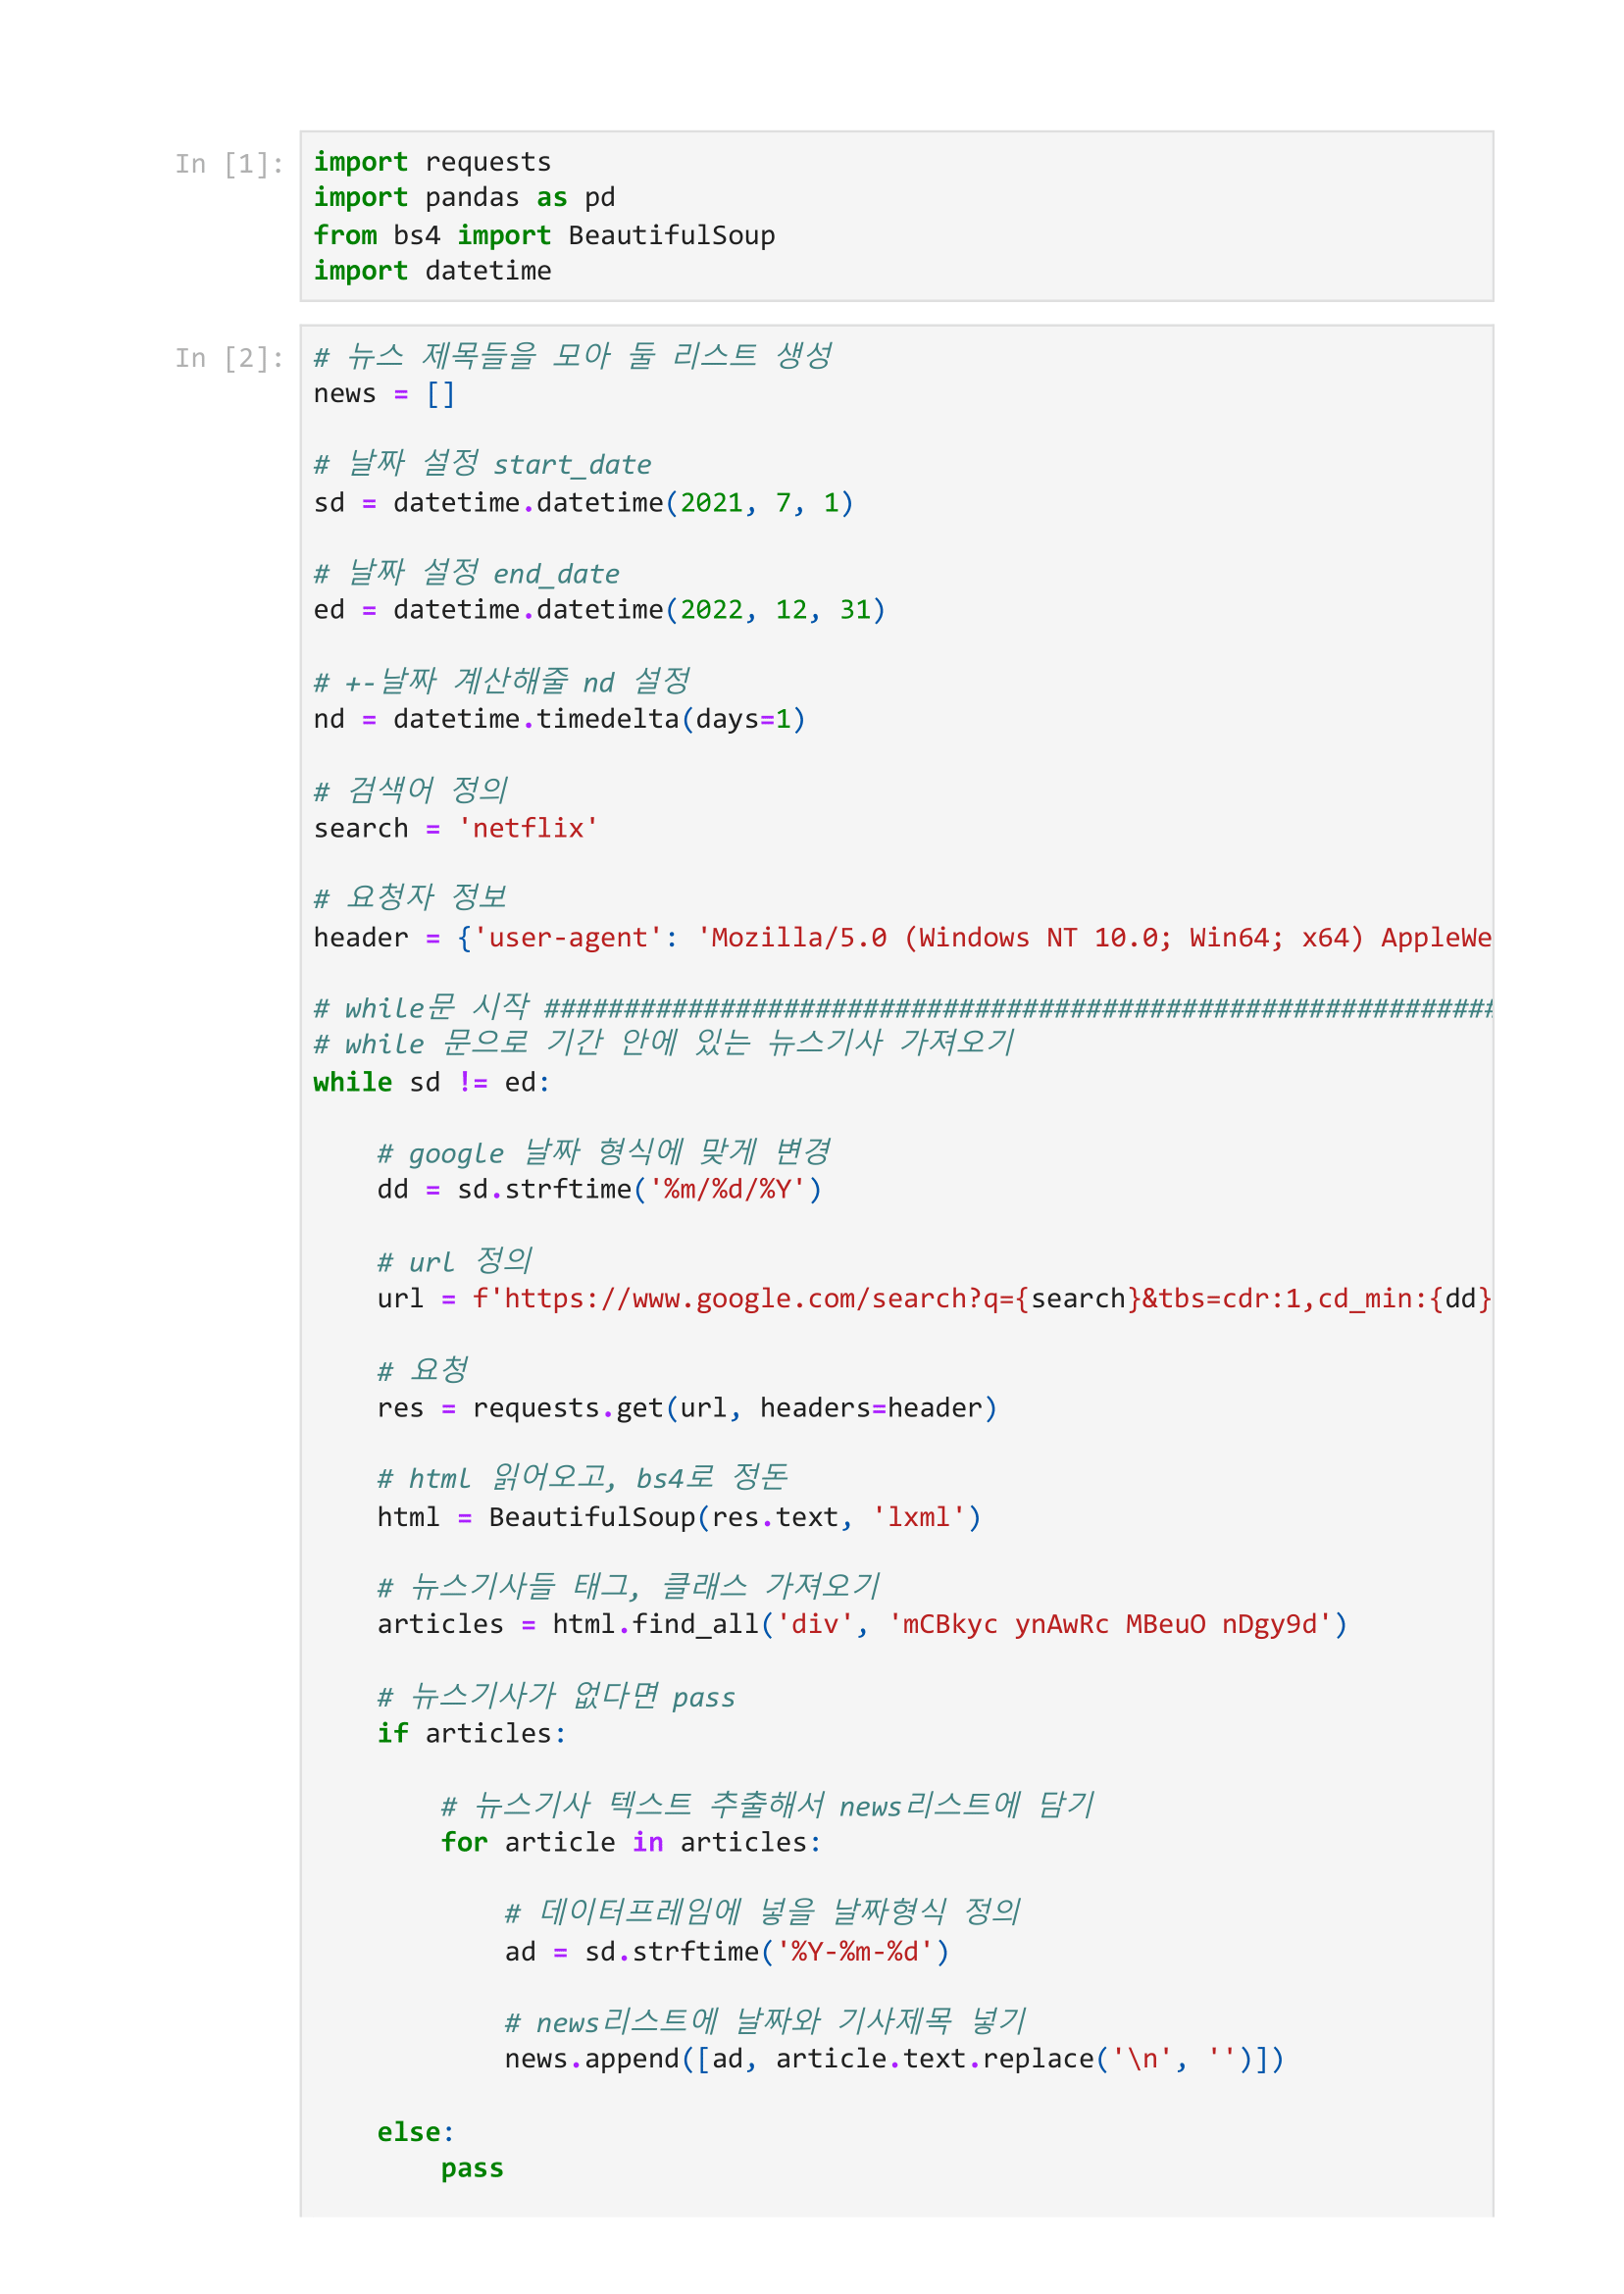 In [1]:
import requests
import pandas as pd
from bs4 import BeautifulSoup
import datetime
In [2]:
# 뉴스 제목들을 모아 둘 리스트 생성
news = []
# 날짜 설정 start_date
sd = datetime.datetime(2021, 7, 1)
# 날짜 설정 end_date
ed = datetime.datetime(2022, 12, 31)
# +-날짜 계산해줄 nd 설정
nd = datetime.timedelta(days=1)
# 검색어 정의
search = 'netflix'
# 요청자 정보
header = {'user-agent': 'Mozilla/5.0 (Windows NT 10.0; Win64; x64) AppleWe
# while문 시작 ############################################################
# while 문으로 기간 안에 있는 뉴스기사 가져오기
while sd != ed:
    # google 날짜 형식에 맞게 변경
    dd = sd.strftime('%m/%d/%Y')
    # url 정의
    url = f'https://www.google.com/search?q={search}&tbs=cdr:1,cd_min:{dd}
    # 요청
    res = requests.get(url, headers=header)
    # html 읽어오고, bs4로 정돈
    html = BeautifulSoup(res.text, 'lxml')
    # 뉴스기사들 태그, 클래스 가져오기
    articles = html.find_all('div', 'mCBkyc ynAwRc MBeuO nDgy9d')
    # 뉴스기사가 없다면 pass
    if articles:
        # 뉴스기사 텍스트 추출해서 news리스트에 담기
        for article in articles:
            # 데이터프레임에 넣을 날짜형식 정의
            ad = sd.strftime('%Y-%m-%d')
            # news리스트에 날짜와 기사제목 넣기
            news.append([ad, article.text.replace('\n', '')])
    else:
        pass